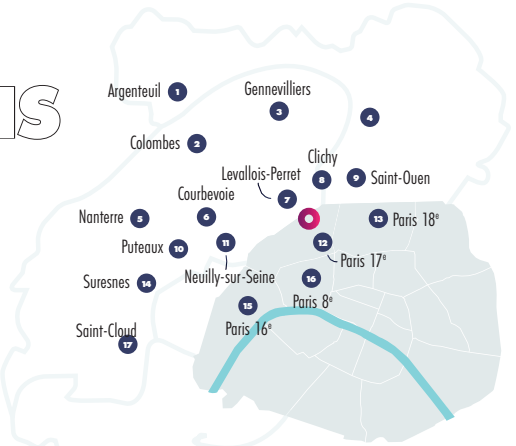 IS
Argenteuil 1
Gennevilliers
3
4
Colombes 2
Clichy
8
9 Saint-Ouen
Levallois-Perret
7
Courbevoie
6
Nanterre 5
13 Paris 18e
Puteaux 10
11
12
Paris 17e
Neuilly-sur-Seine
16
Suresnes 14
Paris 8e
15
Paris 16e
Saint-Cloud
17